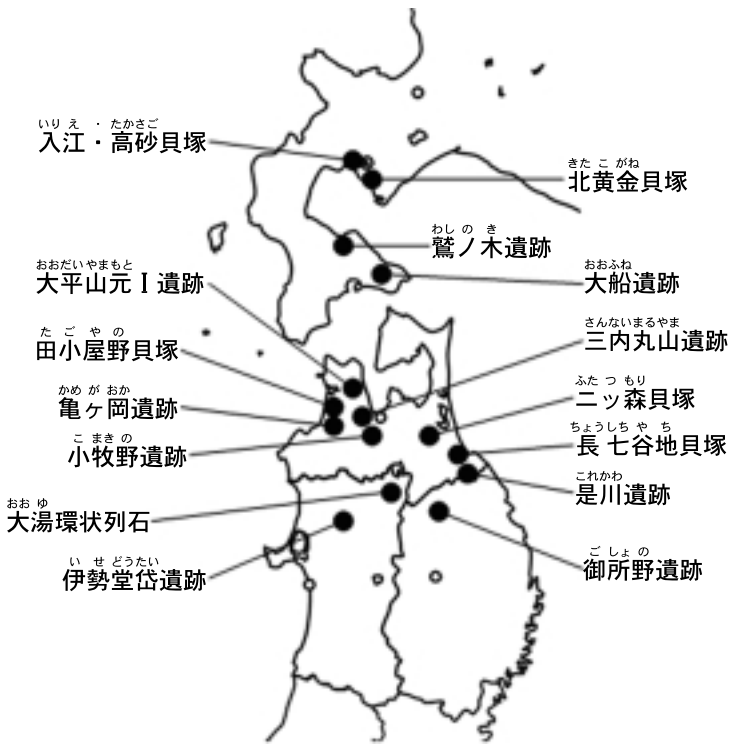 いり え ・ たかさご
入江・高砂貝塚
きた こ がね
北黄金貝塚
わし の き
鷲ノ木遺跡
おおだいやまもと
大平山元Ⅰ遺跡
おおふね
大船遺跡
さんないまるやま
三内丸山遺跡
た ご や の
田小屋野貝塚
かめ が おか
亀ヶ岡遺跡
ふた つ もり
二ッ森貝塚
こ まき の
小牧野遺跡
ちょうしち や ち
長七谷地貝塚
これかわ
是川遺跡
おお ゆ
大湯環状列石
い せ どうたい
伊勢堂岱遺跡
ご しょ の
御所野遺跡